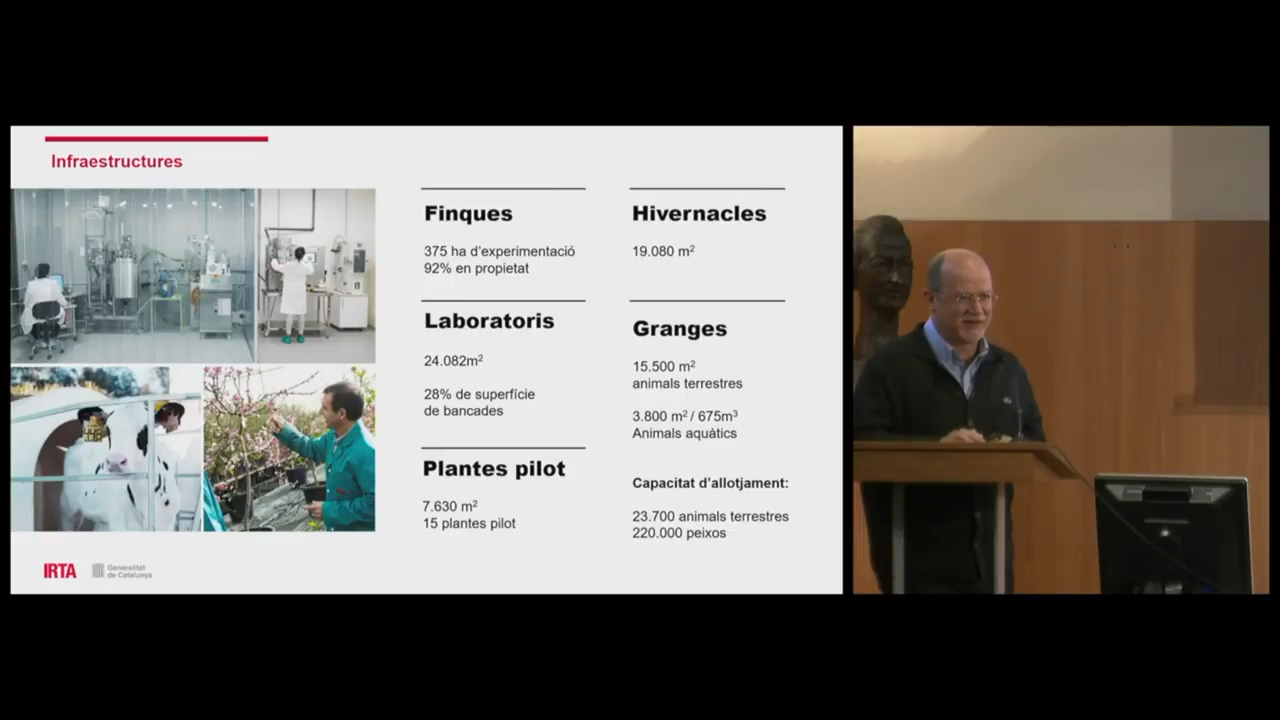 Infraestructures
Finques
375 ha d’experimentació
92% en propietat
Laboratoris
24.082m²
28% de superfície
de bancades
Plantes pilot
7.630 m²
15 plantes pilot
Hivernacles
19.080 m²
Granges
15.500 m²
animals terrestres
3.800 m² / 675m³
Animals aquàtics
Capacitat d’allotjament:
23.700 animals terrestres
220.000 peixos
IRTA
Generalitat
de Catalunya